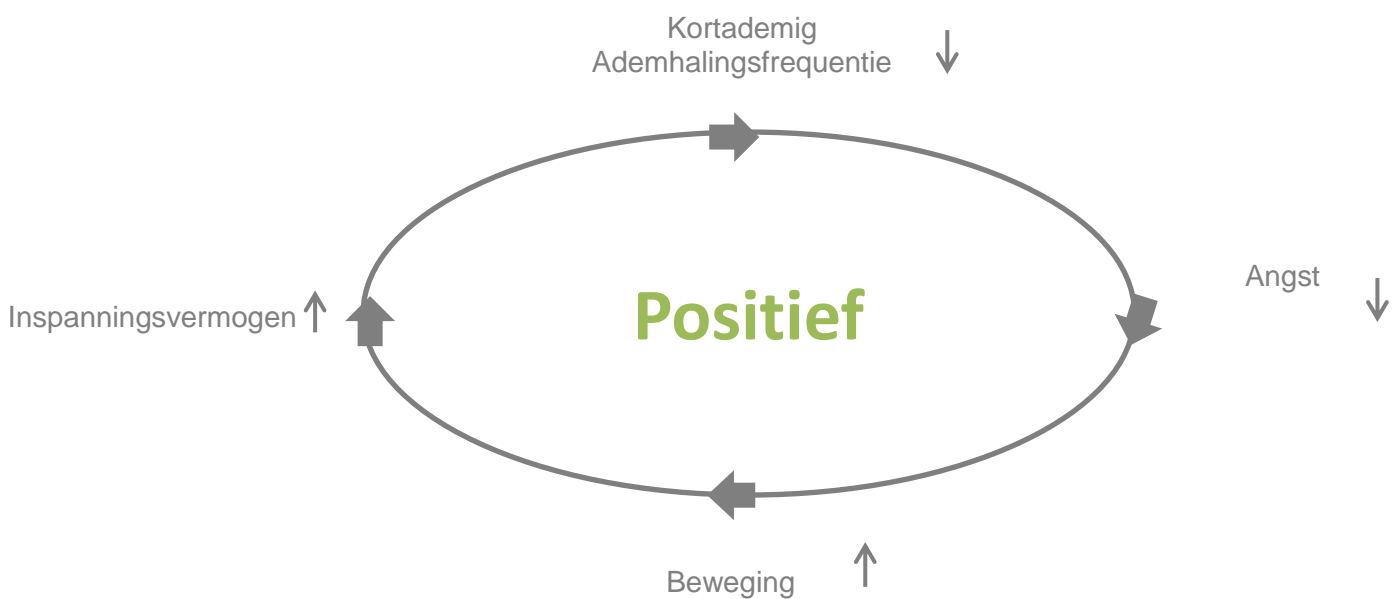 Kortademig
Ademhalingsfrequentie ↓
Angst ↓
Inspanningsvermogen ↑
Positief
Beweging ↑